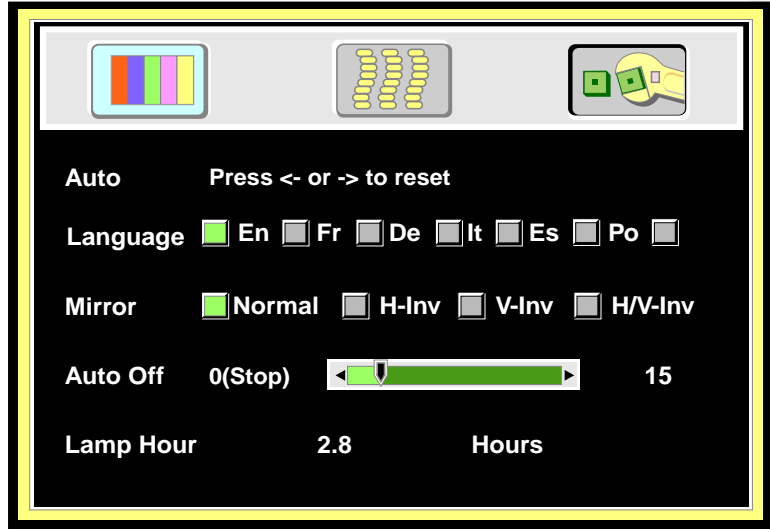 Auto Press <- or -> to reset
Language En Fr De It Es Po
Mirror Normal H-Inv V-Inv H/V-Inv
Auto Off 0(Stop) 15
Lamp Hour 2.8 Hours